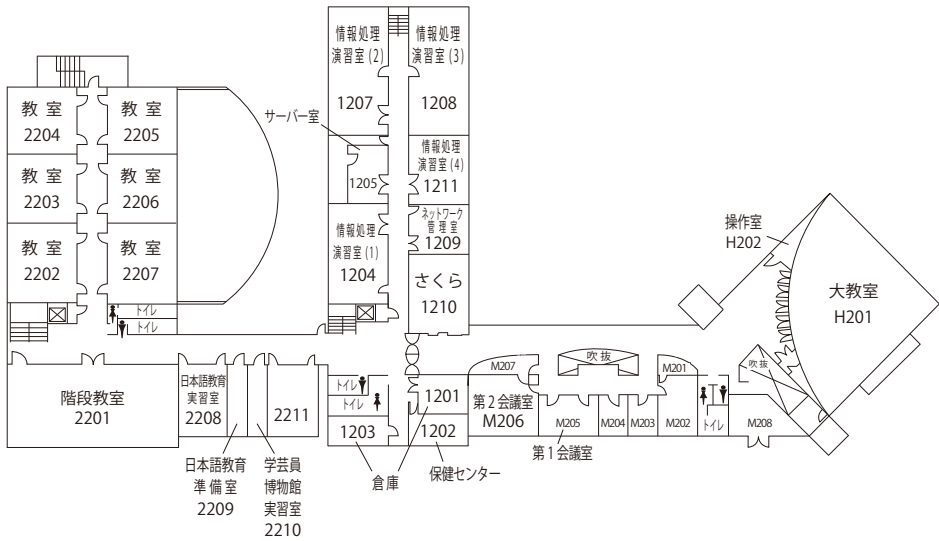 教 室
2204
教 室
2205
教 室
2203
教 室
2206
教 室
2202
教 室
2207
トイレ
トイレ
階段教室
2201
日本語教育
実習室
2208
2211
日本語教育
準 備 室
2209
学芸員
博物館
実習室
2210
情報処理
演習室(2)
1207
情報処理
演習室(3)
1208
サーバー室
1205
情報処理
演習室(4)
1211
ネットワーク
管理室
1209
情報処理
演習室(1)
1204
さくら
1210
トイレ
トイレ
1203
1201
1202
倉庫
保健センター
M207
第2会議室
M206
吹 抜
M205
第1会議室
M204
M203
M201
M202
トイレ
M208
吹抜
操作室
H202
大教室
H201